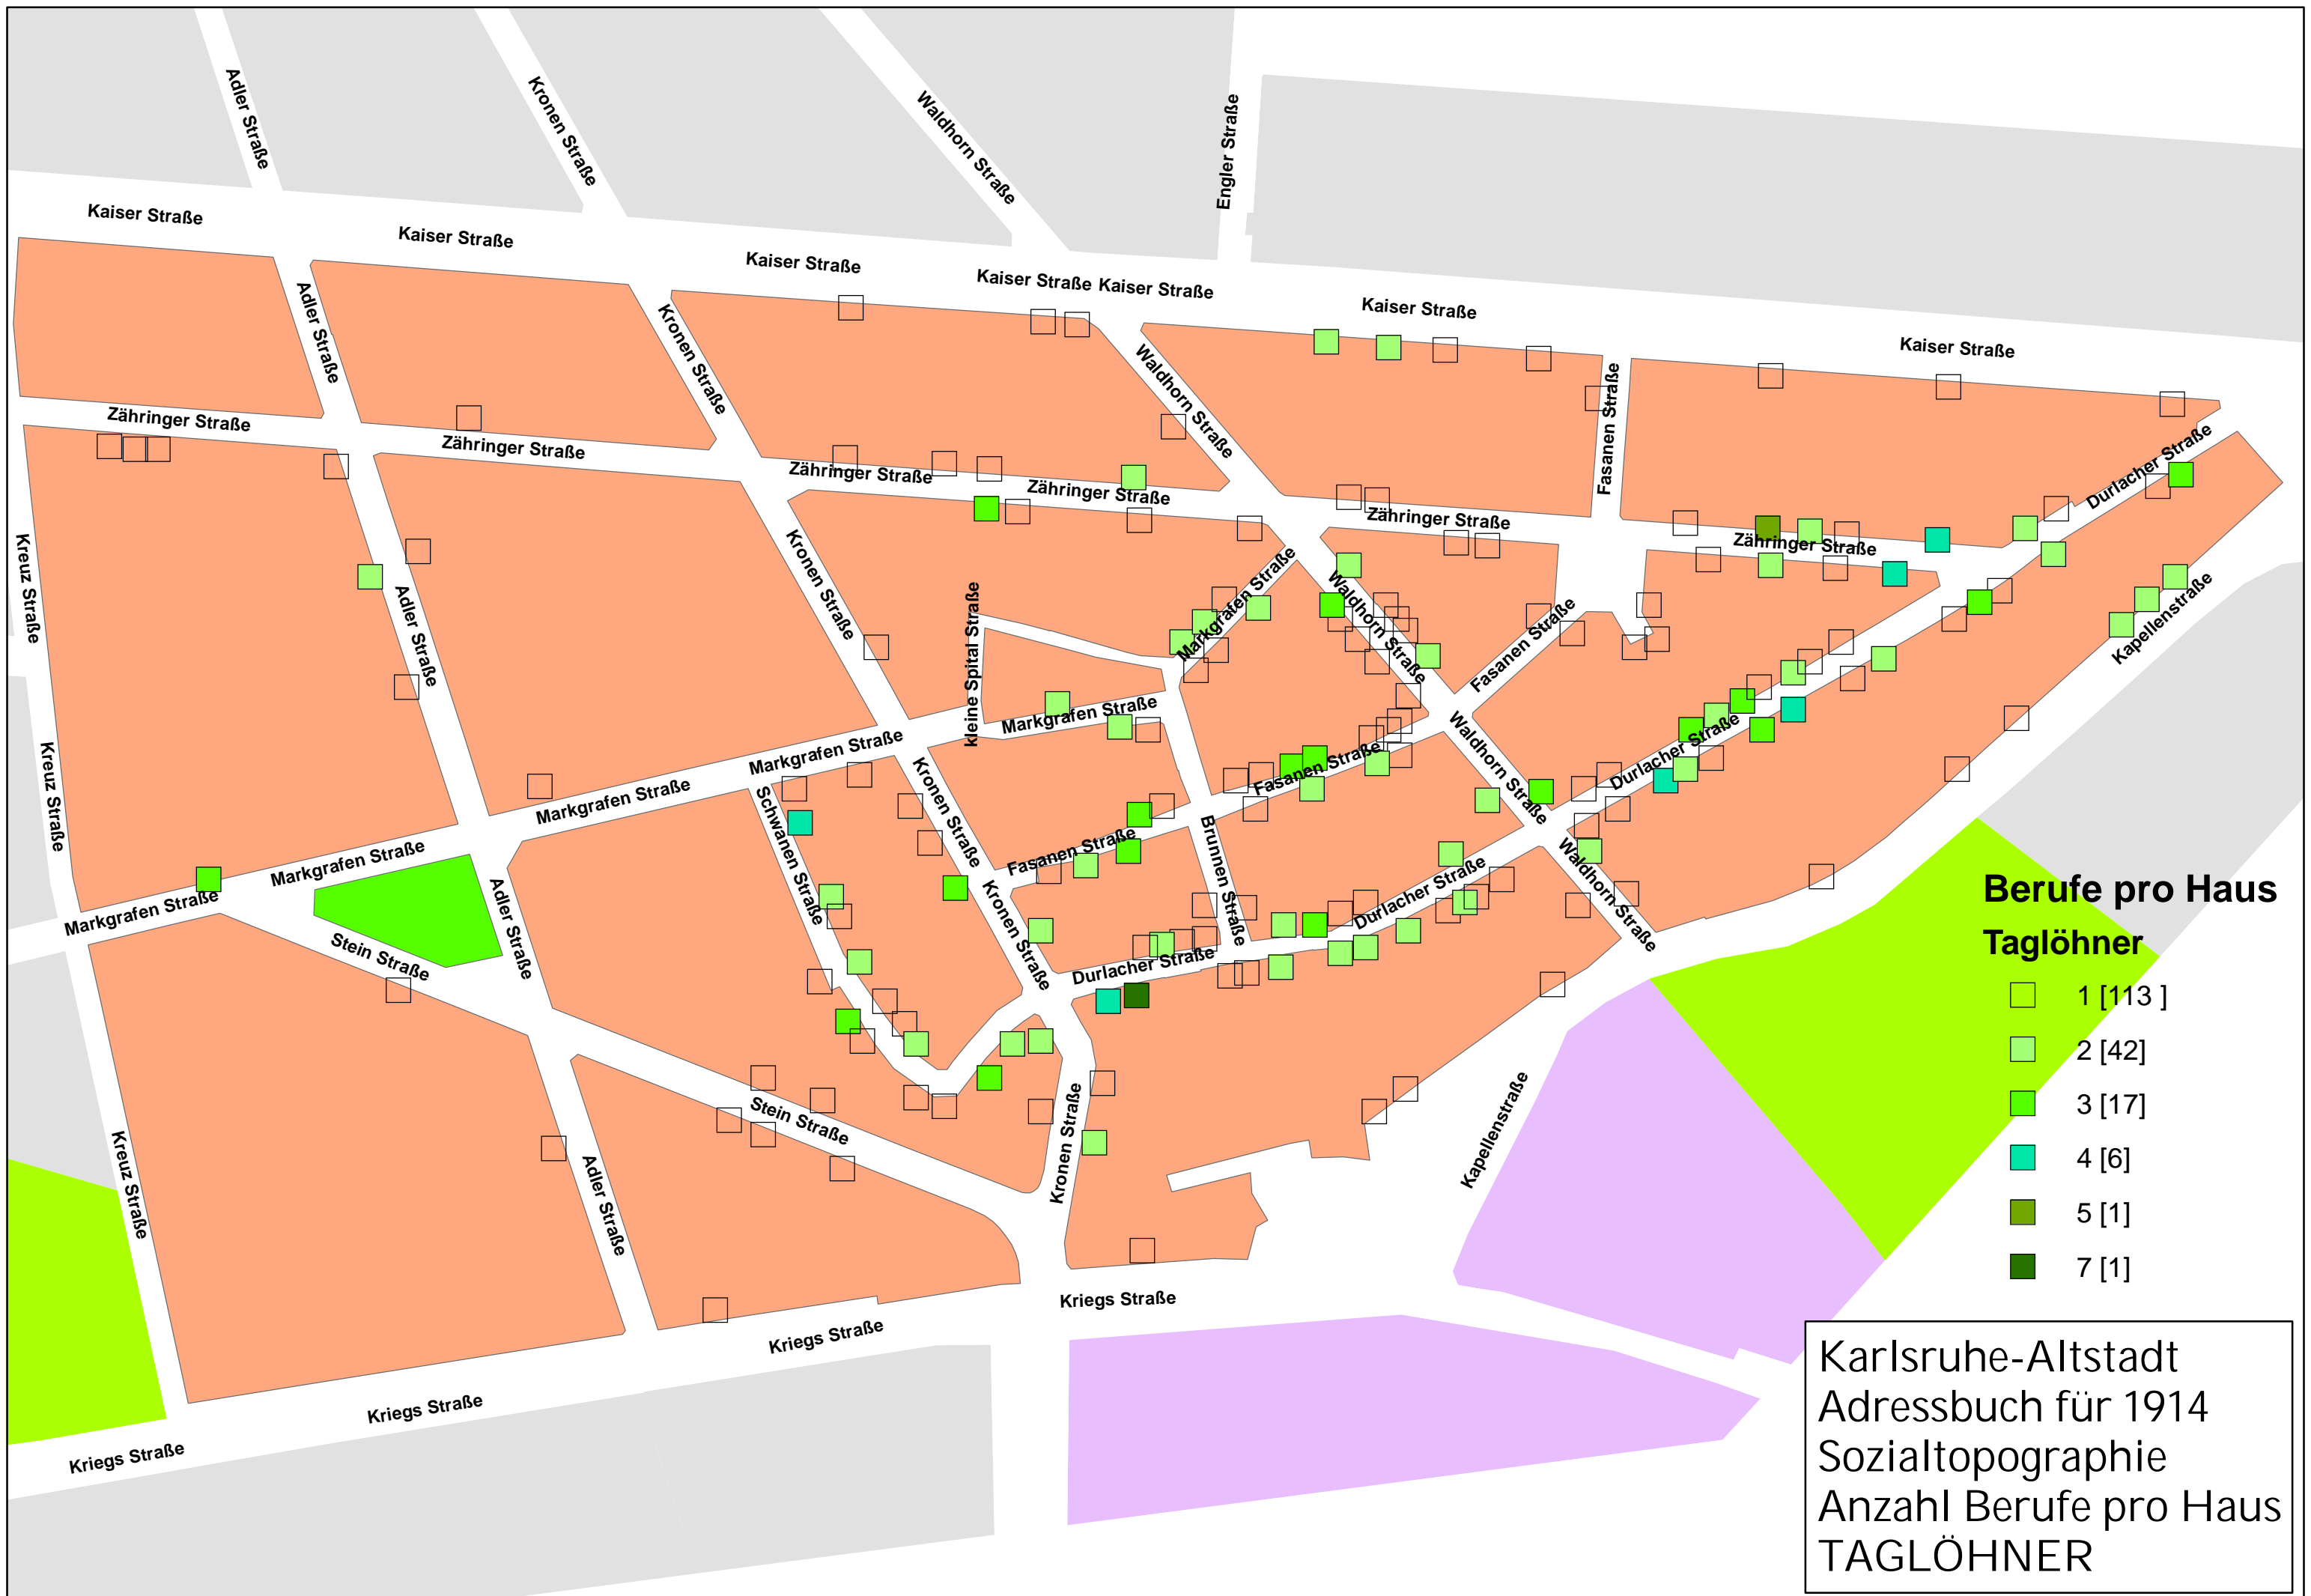 Adler Straße
Kronen Straße
Waldhorn Straße
Engler Straße
Kaiser Straße
Kaiser Straße
Kaiser Straße
Kaiser Straße
Kaiser Straße
Kaiser Straße
Kaiser Straße
Adler Straße
Kronen Straße
Waldhorn Straße
Fasanen Straße
Zähringer Straße
Zähringer Straße
Zähringer Straße
Zähringer Straße
Zähringer Straße
Zähringer Straße
Durlacher Straße
Kreuz Straße
Adler Straße
Kronen Straße
kleine Spital Straße
Markgrafen Straße
Waldhorn Straße
Fasanen Straße
Kapellenstraße
Kreuz Straße
Markgrafen Straße
Markgrafen Straße
Markgrafen Straße
Markgrafen Straße
Markgrafen Straße
Schwanen Straße
Kronen Straße
Fasanen Straße
Fasanen Straße
Brunnen Straße
Waldhorn Straße
Durlacher Straße
Stein Straße
Adler Straße
Kronen Straße
Durlacher Straße
Durlacher Straße
Waldhorn Straße
Kreuz Straße
Adler Straße
Stein Straße
Kronen Straße
Kapellenstraße
Kriegs Straße
Kriegs Straße
Kriegs Straße
Kriegs Straße
Berufe pro Haus
Taglöhner
1 [113 ]
2 [42]
3 [17]
4 [6]
5 [1]
7 [1]
Karlsruhe-Altstadt
Adressbuch für 1914
Sozialtopographie
Anzahl Berufe pro Haus
TAGLÖHNER